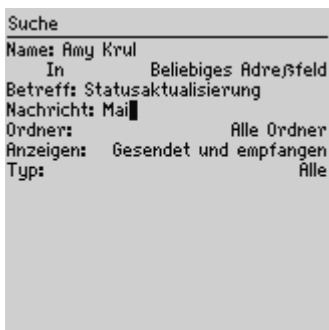 Suche
Name: Amy Krul
In Beliebiges Adreßfeld
Betreff: Statusaktualisierung
Nachricht: Mai
Ordner: Alle Ordner
Anzeigen: Gesendet und empfangen
Typ: Alle